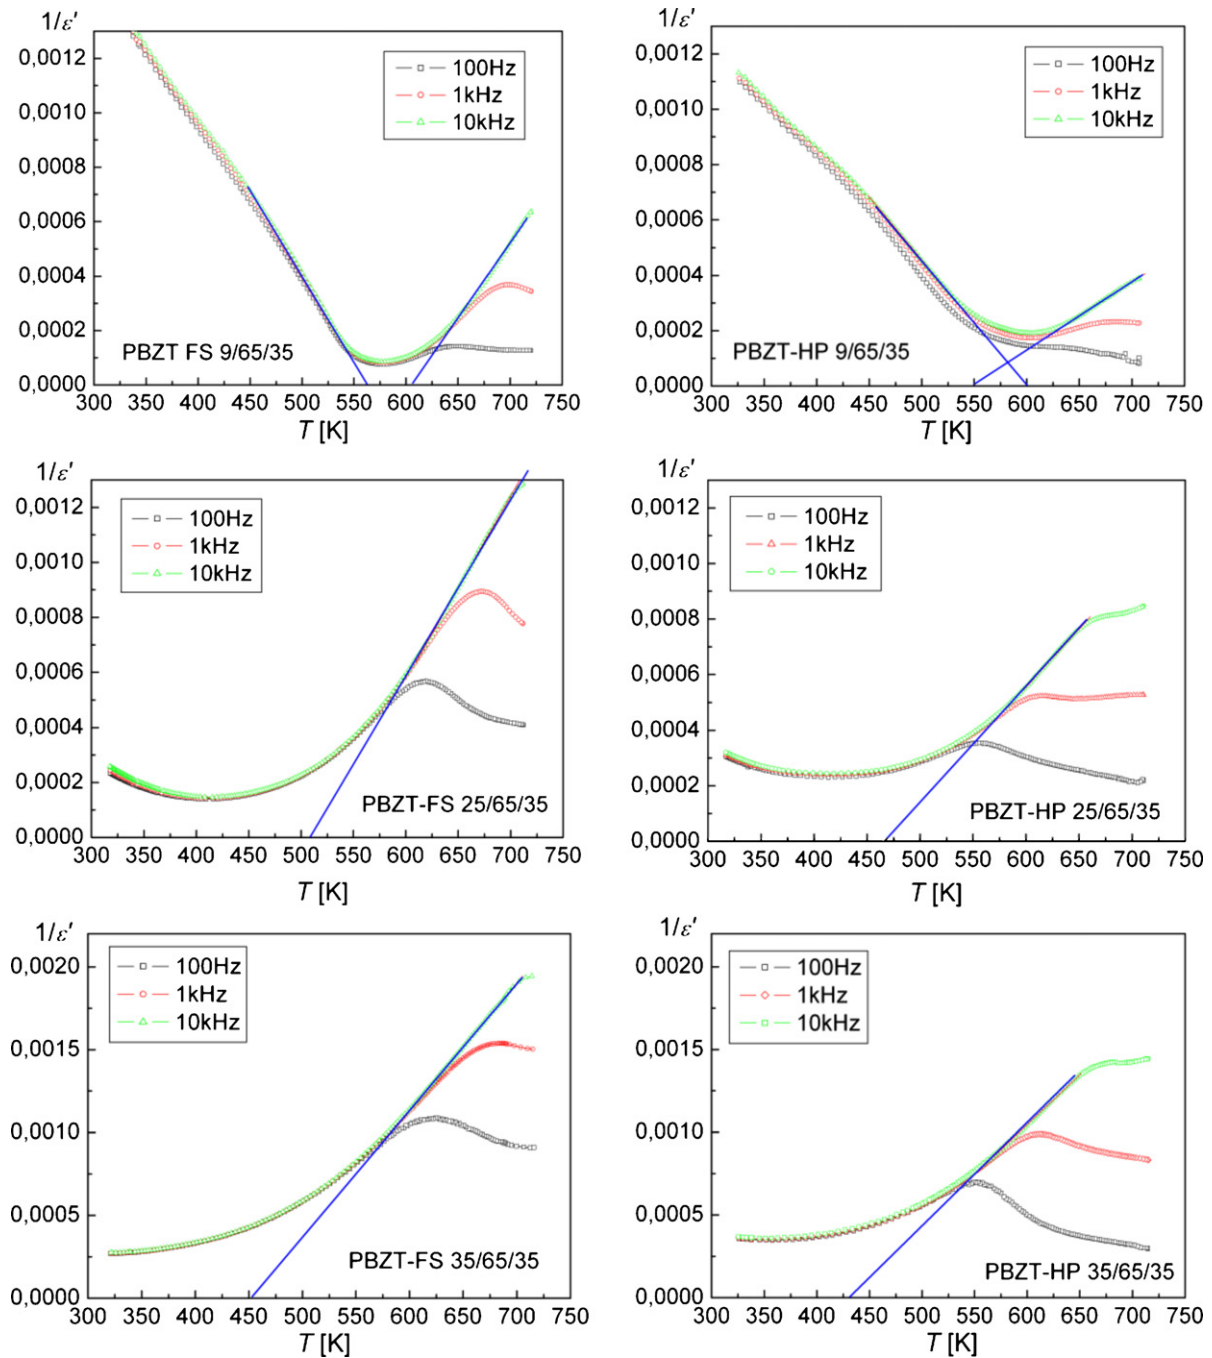 1/ε'
0,0012
0,0010
0,0008
0,0006
0,0004
0,0002
0,0000
100Hz
1kHz
10kHz
PBZT FS 9/65/35
300 350 400 450 500 550 600 650 700 750
T [K]
1/ε'
0,0012
0,0010
0,0008
0,0006
0,0004
0,0002
0,0000
100Hz
1kHz
10kHz
PBZT-HP 9/65/35
300 350 400 450 500 550 600 650 700 750
T [K]
1/ε'
0,0012
0,0010
0,0008
0,0006
0,0004
0,0002
0,0000
100Hz
1kHz
10kHz
PBZT-FS 25/65/35
300 350 400 450 500 550 600 650 700 750
T [K]
1/ε'
0,0012
0,0010
0,0008
0,0006
0,0004
0,0002
0,0000
100Hz
1kHz
10kHz
PBZT-HP 25/65/35
300 350 400 450 500 550 600 650 700 750
T [K]
1/ε'
0,0020
0,0015
0,0010
0,0005
0,0000
100Hz
1kHz
10kHz
PBZT-FS 35/65/35
300 350 400 450 500 550 600 650 700 750
T [K]
1/ε'
0,0020
0,0015
0,0010
0,0005
0,0000
100Hz
1kHz
10kHz
PBZT-HP 35/65/35
300 350 400 450 500 550 600 650 700 750
T [K]